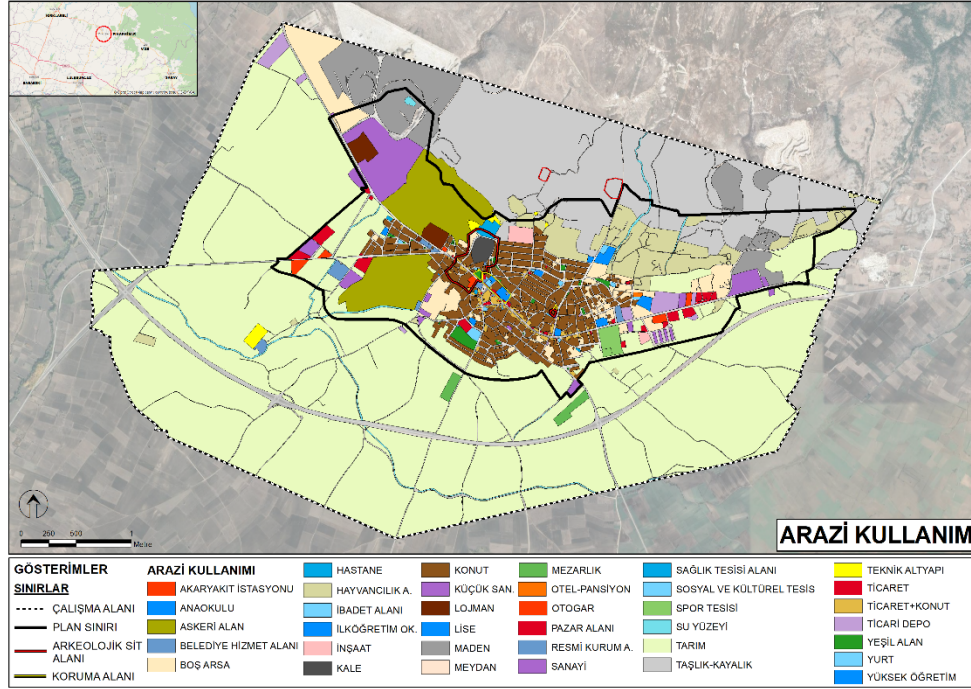 ARAZİ KULLANIM
0 250 500 1
Metre
GÖSTERİMLER
SINIRLAR
ÇALIŞMA ALANI
PLAN SINIRI
ARKEOLOJİK SİT
ALANI
KORUMA ALANI
ARAZİ KULLANIMI
AKARYAKIT İSTASYONU
ANAOKULU
ASKERİ ALAN
BELEDİYE HİZMET ALANI
BOŞ ARSA
HASTANE
HAYVANCILIK A.
İBADET ALANI
İLKÖĞRETİM OK.
İNŞAAT
KALE
KONUT
KÜÇÜK SAN.
LOJMAN
LİSE
MADEN
MEYDAN
MEZARLIK
OTEL-PANSİYON
OTOGAR
PAZAR ALANI
RESMİ KURUM A.
SANAYİ
SAĞLIK TESİSİ ALANI
SOSYAL VE KÜLTÜREL TESİS
SPOR TESİSİ
SU YÜZEYİ
TARIM
TAŞLIK-KAYALIK
TEKNİK ALTYAPI
TİCARET
TİCARET+KONUT
TİCARİ DEPO
YEŞİL ALAN
YURT
YÜKSEK ÖĞRETİM